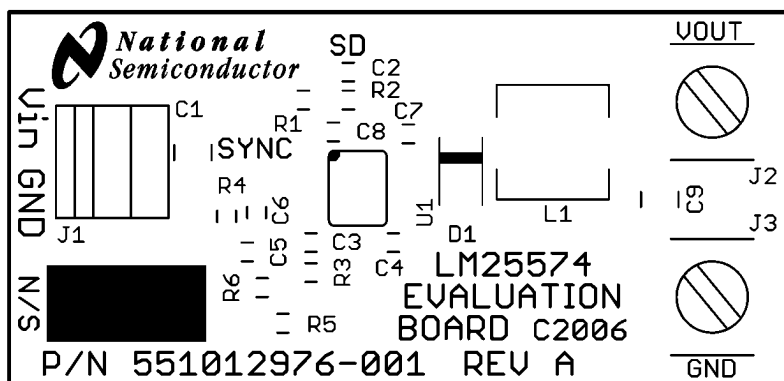 National
Semiconductor
SD
VOUT
C2
R2
C1
C7
R1
C8
Vin GND
SYNC
R4
C6
U1
L1
C9
J2
J3
J1
C5
C3
R3
C4
D1
R6
R5
N/S
LM25574
EVALUATION
BOARD C2006
P/N 551012976-001 REV A
GND